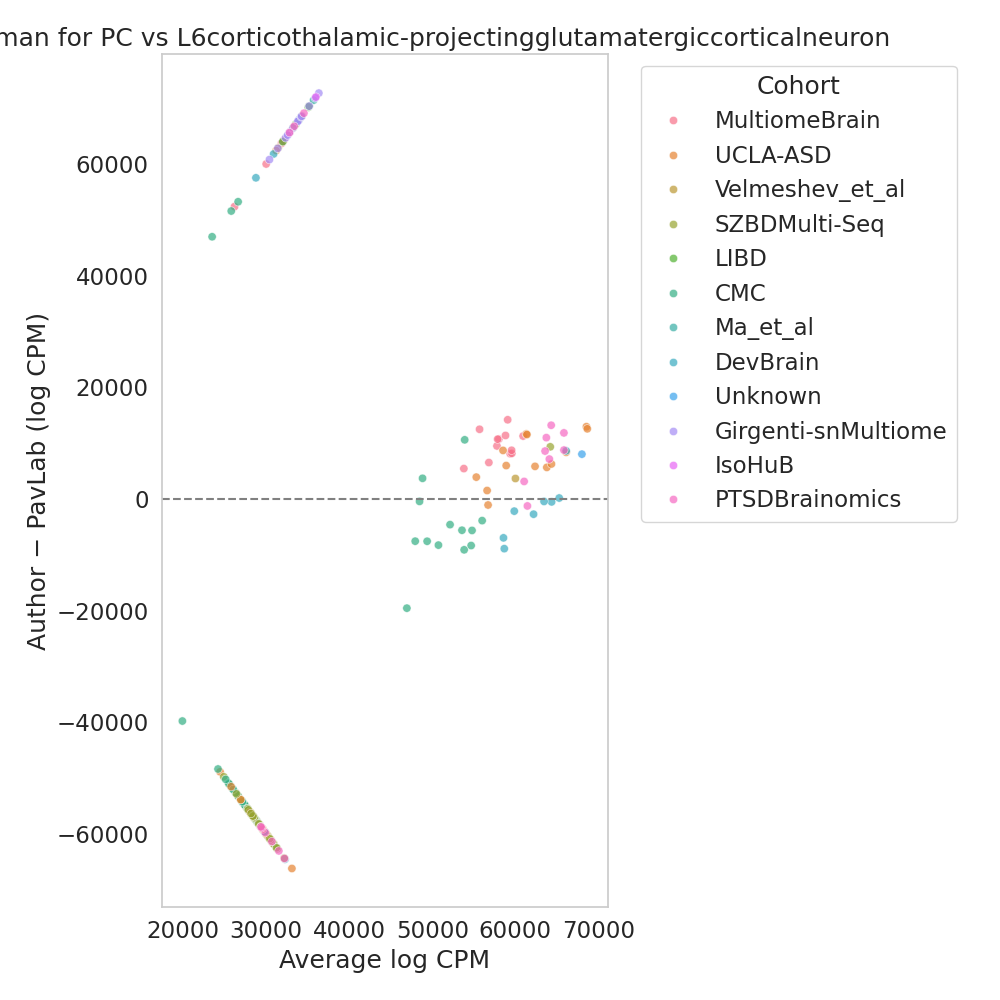 man for PC vs L6corticothalamic-projectingglutamatergiccorticalneuron
Cohort
MultiomeBrain
UCLA-ASD
Velmeshev_et_al
SZBDMulti-Seq
LIBD
CMC
Ma_et_al
DevBrain
Unknown
Girgenti-snMultiome
IsoHuB
PTSDBrainomics
60000
40000
20000
0
−20000
−40000
−60000
Author − PavLab (log CPM)
20000 30000 40000 50000 60000 70000
Average log CPM